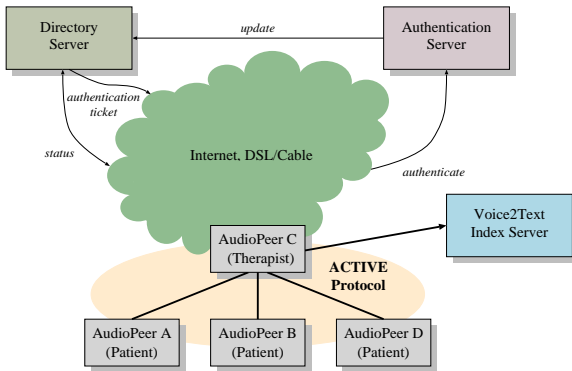 Directory
Server
update
Authentication
Server
authentication
ticket
status
Internet, DSL/Cable
authenticate
Voice2Text
Index Server
AudioPeer C
(Therapist)
ACTIVE
Protocol
AudioPeer A
(Patient)
AudioPeer B
(Patient)
AudioPeer D
(Patient)